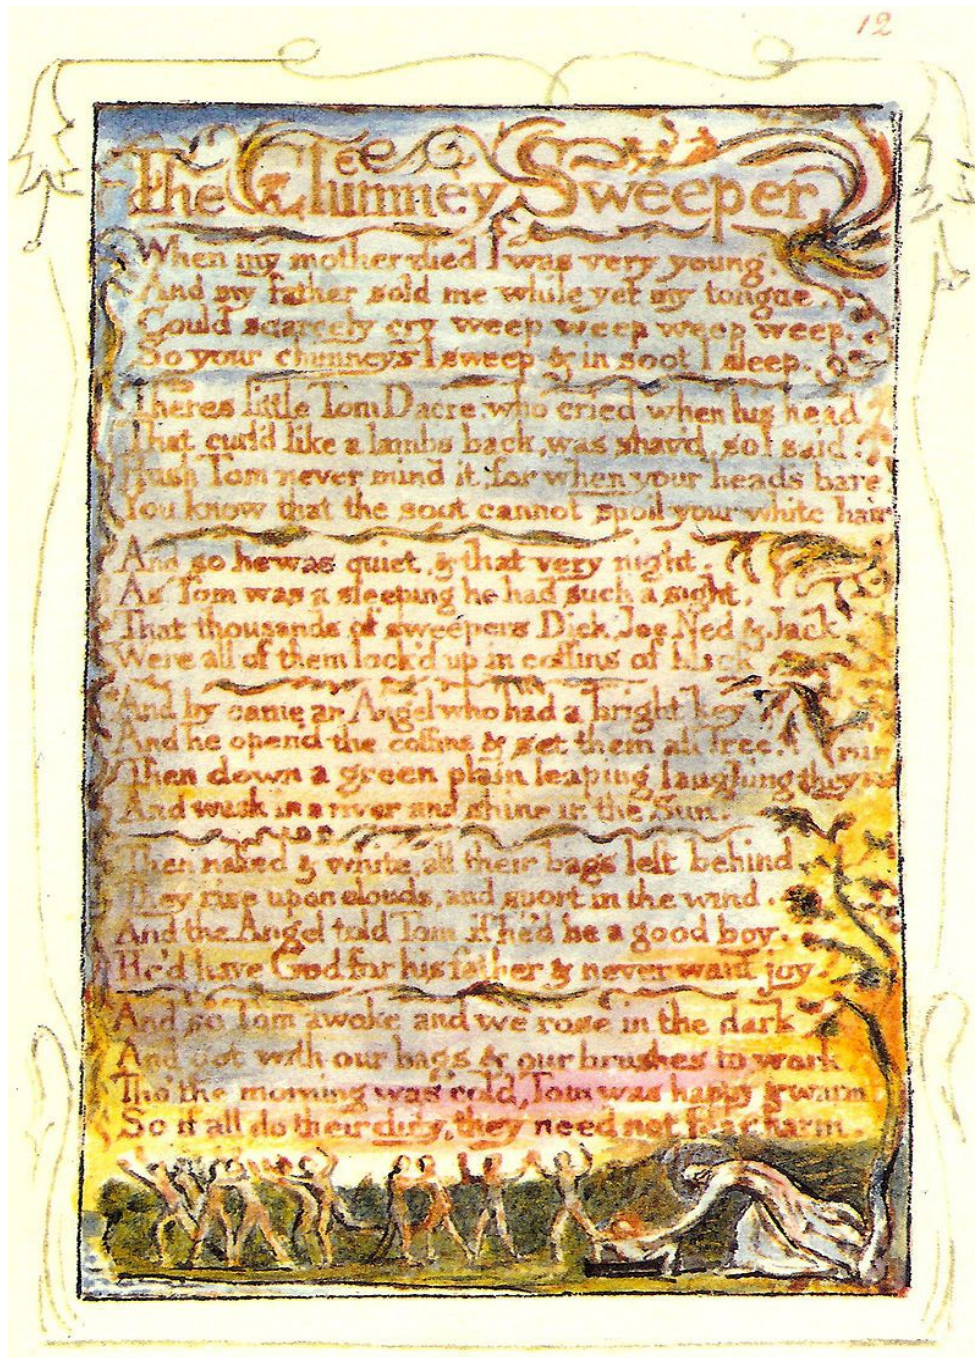 12
The Chimney Sweeper
When my mother died I was very young,
And my father sold me while yet my tongue,
Could scarcely cry weep weep weep weep.
So your chimneys I sweep & in soot I sleep.
Theres little Tom Dacre, who cried when his head
That curl'd like a lambs back, was shav'd, so I said.
Hush Tom never mind it, for when your head's bare,
You know that the soot cannot spoil your white hair
And so he was quiet, & that very night.
As Tom was a sleeping he had such a sight,
That thousands of sweepers Dick, Joe, Ned, & Jack
Were all of them lock'd up in coffins of black
And by came an Angel who had a bright key
And he open'd the coffins & set them all free.
Then down a green plain leaping laughing they run
And wash in a river and shine in the Sun.
Then naked & white, all their bags left behind.
They rise upon clouds, and sport in the wind.
And the Angel told Tom if he'd be a good boy,
He'd have God for his father & never want joy.
And so Tom awoke and we rose in the dark
And got with our bags & our brushes to work
Tho' the morning was cold, Tom was happy & warm.
So if all do their duty, they need not fear harm.